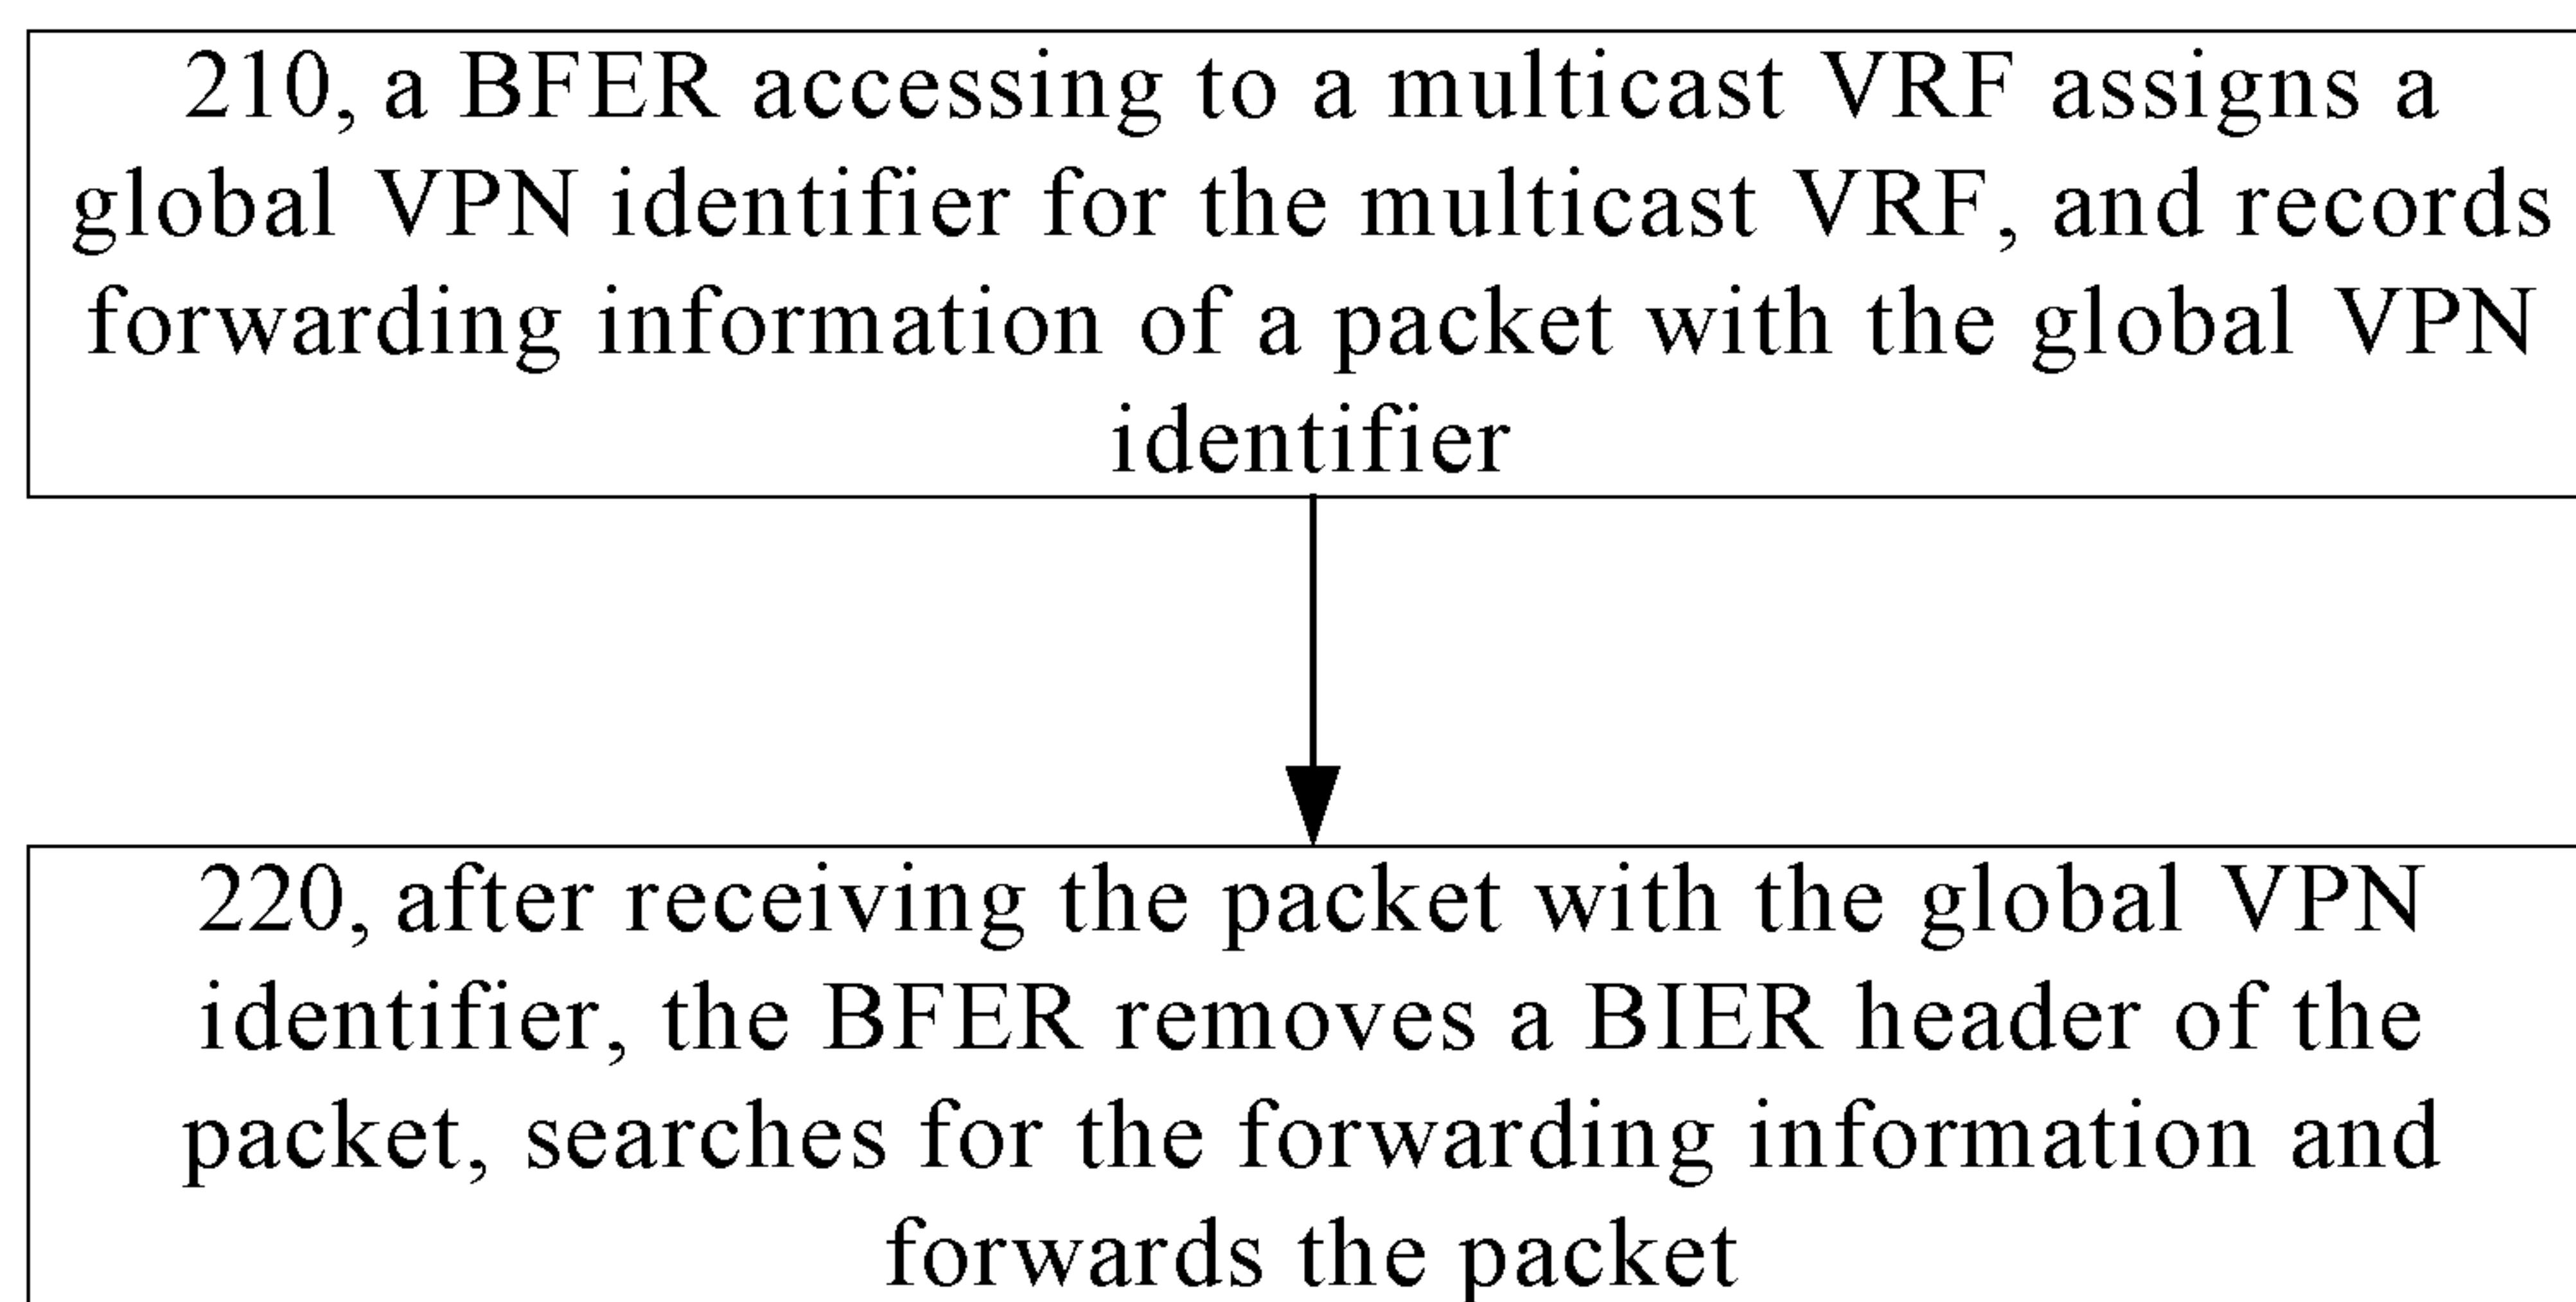 210, a BFER accessing to a multicast VRF assigns a
global VPN identifier for the multicast VRF, and records
forwarding information of a packet with the global VPN
identifier
220, after receiving the packet with the global VPN
identifier, the BFER removes a BIER header of the
packet, searches for the forwarding information and
forwards the packet